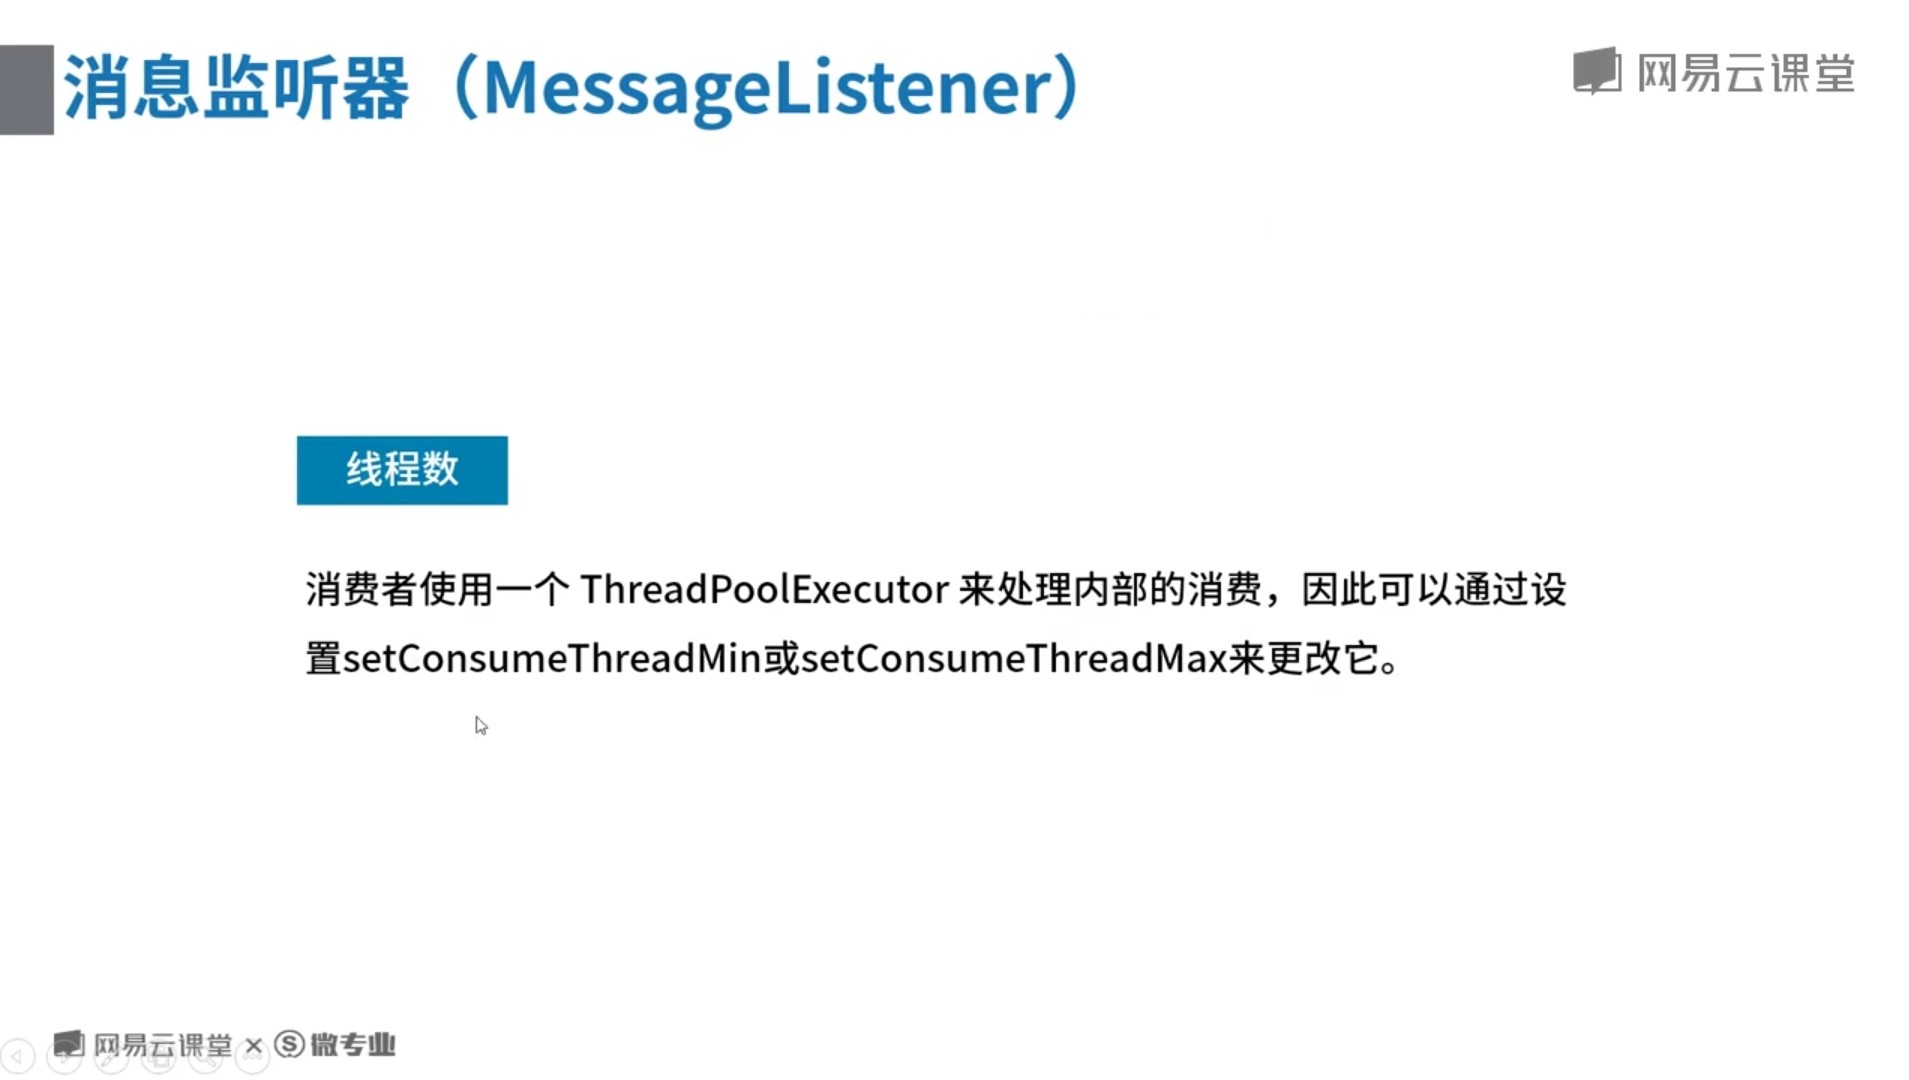 消息监听器（MessageListener）
网易云课堂
线程数
消费者使用一个 ThreadPoolExecutor 来处理内部的消费，因此可以通过设
置setConsumeThreadMin或setConsumeThreadMax来更改它。
网易云课堂 × 微专业